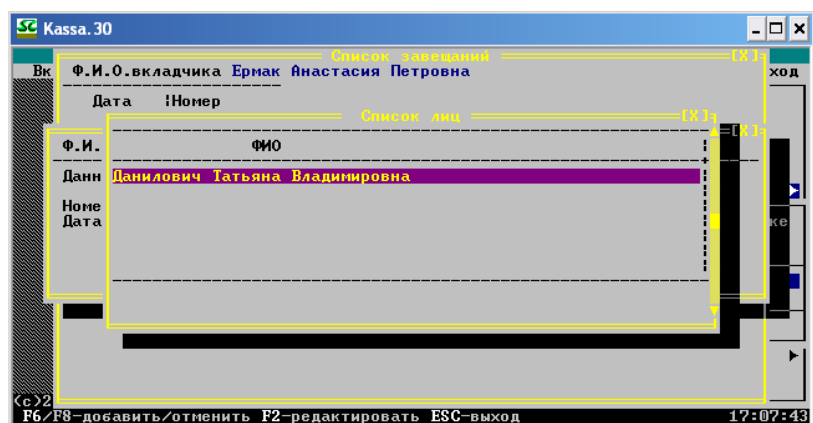 Kassa.30
Список завещаний [X]
Вк Ф.И.О.вкладчика Ермак Анастасия Петровна ход
Дата ¦Номер
Список лиц [X]
[X]
Ф.И. ФИО
Данн Данилович Татьяна Владимировна
Номе
Дата ке
(c)2
F6/F8-добавить/отменить F2-редактировать ESC-выход 17:07:43